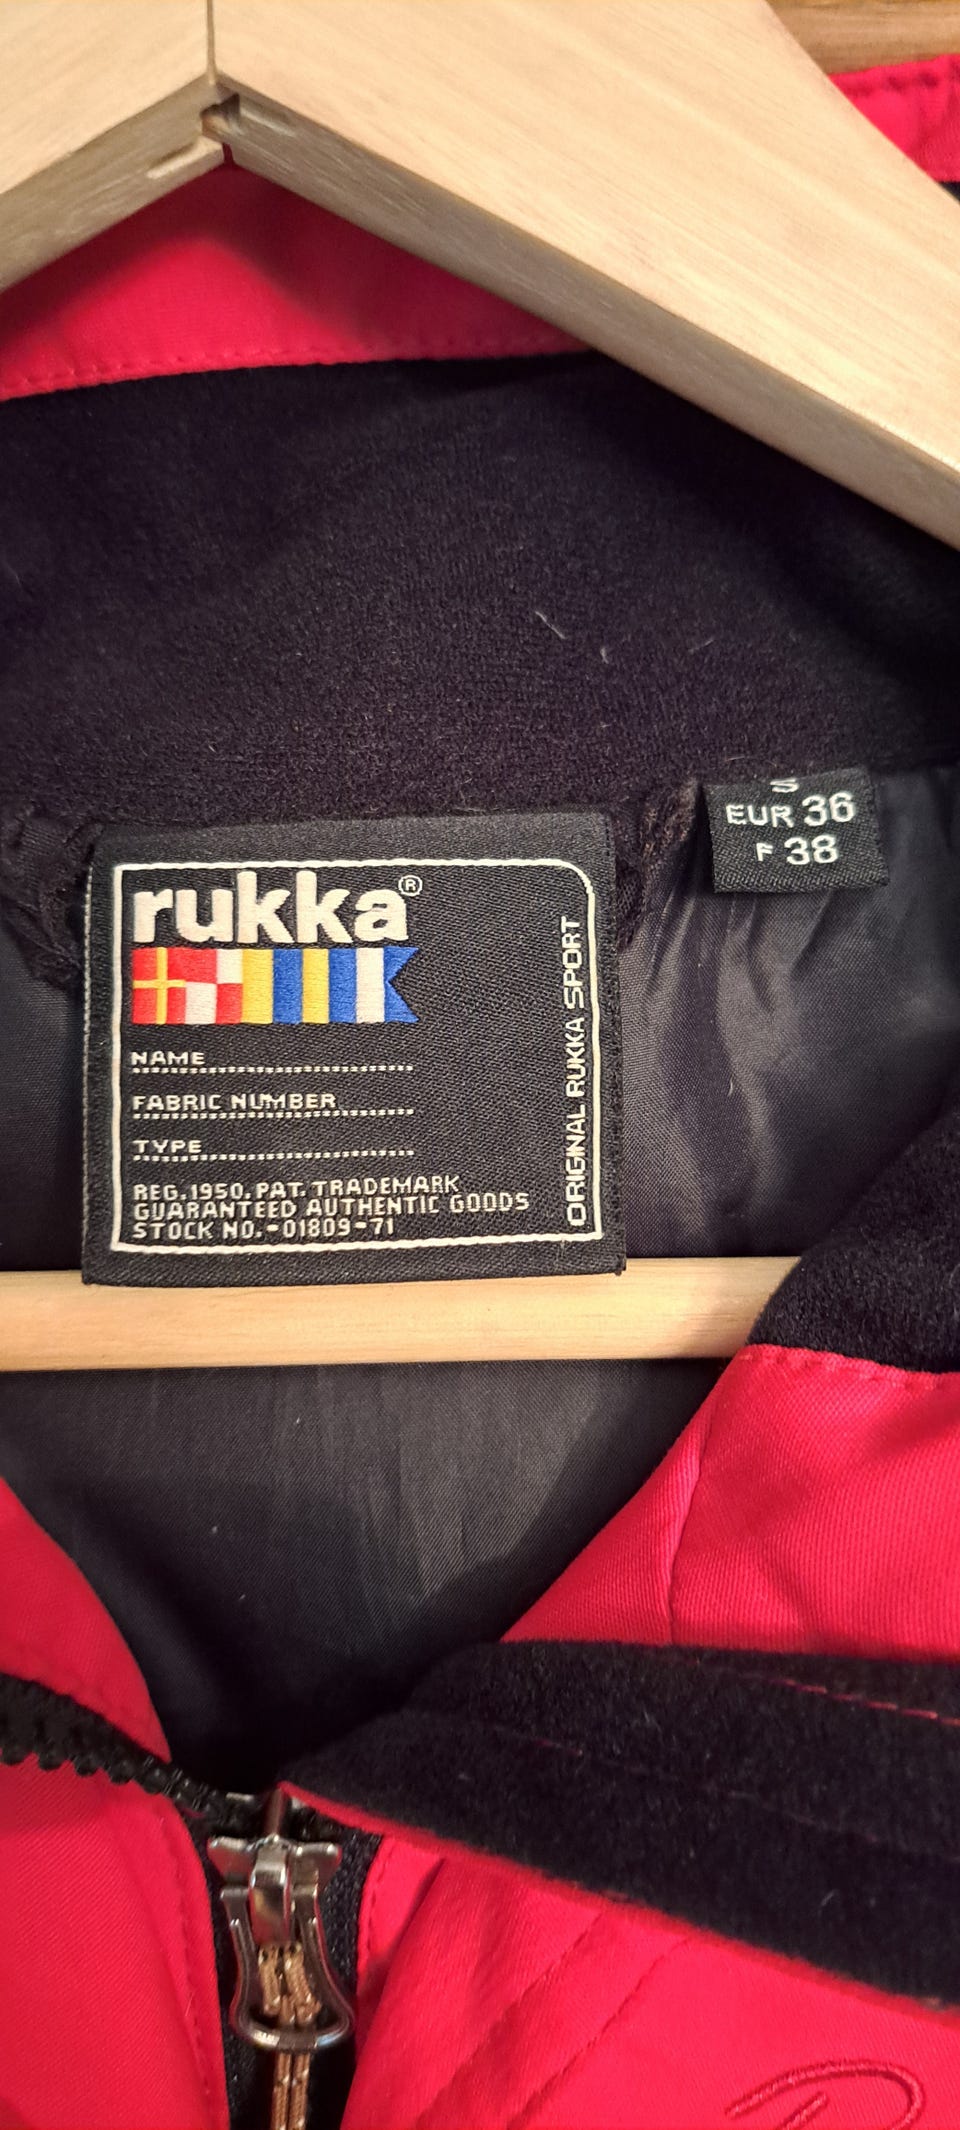 S
EUR 36
F 38
rukka®
NAME
FABRIC NUMBER
TYPE
REG. 1950. PAT. TRADEMARK
GUARANTEED AUTHENTIC GOODS
STOCK NO.-01809-71
ORIGINAL RUKKA SPORT